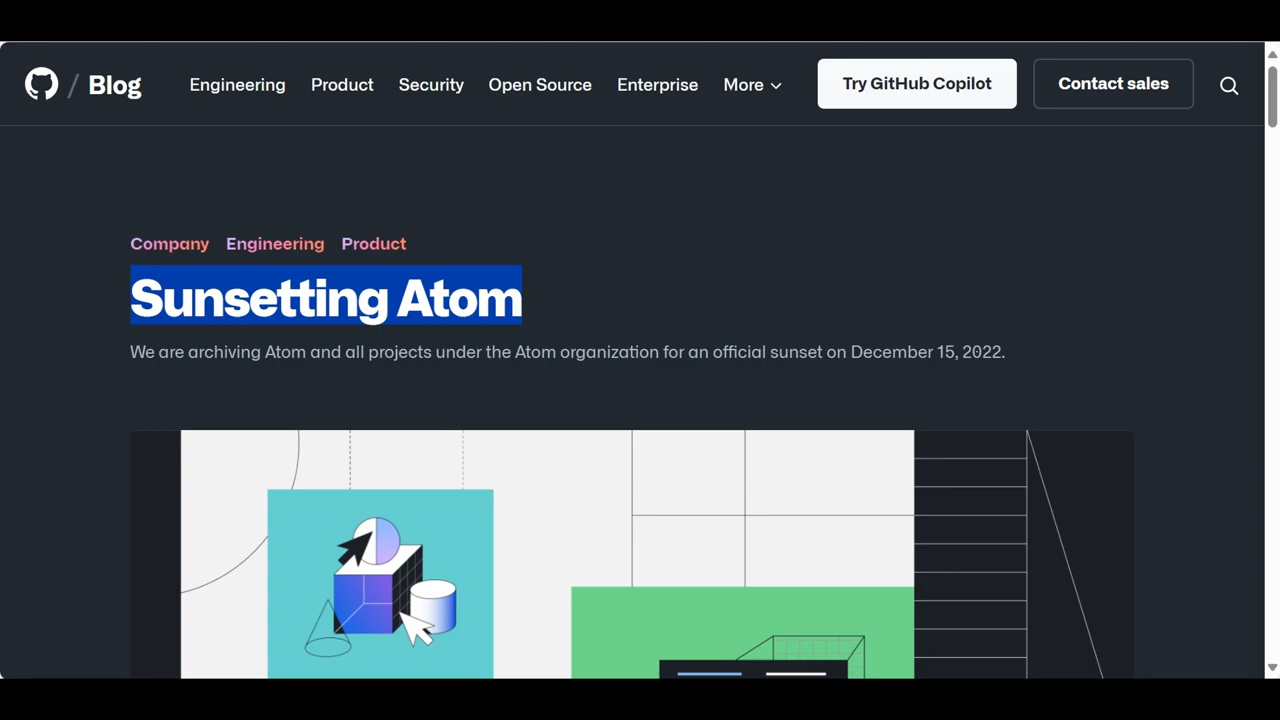 / Blog Engineering Product Security Open Source Enterprise More Try GitHub Copilot Contact sales
Company Engineering Product
Sunsetting Atom
We are archiving Atom and all projects under the Atom organization for an official sunset on December 15, 2022.